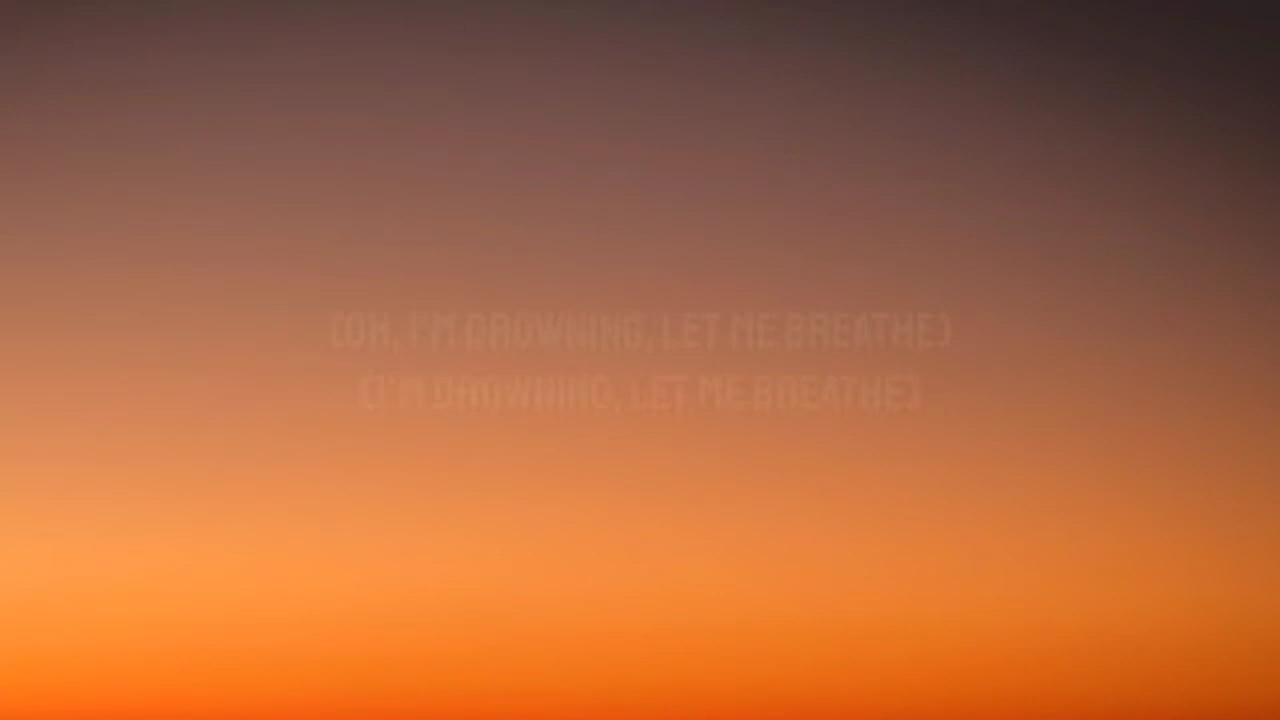 (OH, I'M DROWNING, LET ME BREATHE)
(I'M DROWNING, LET ME BREATHE)